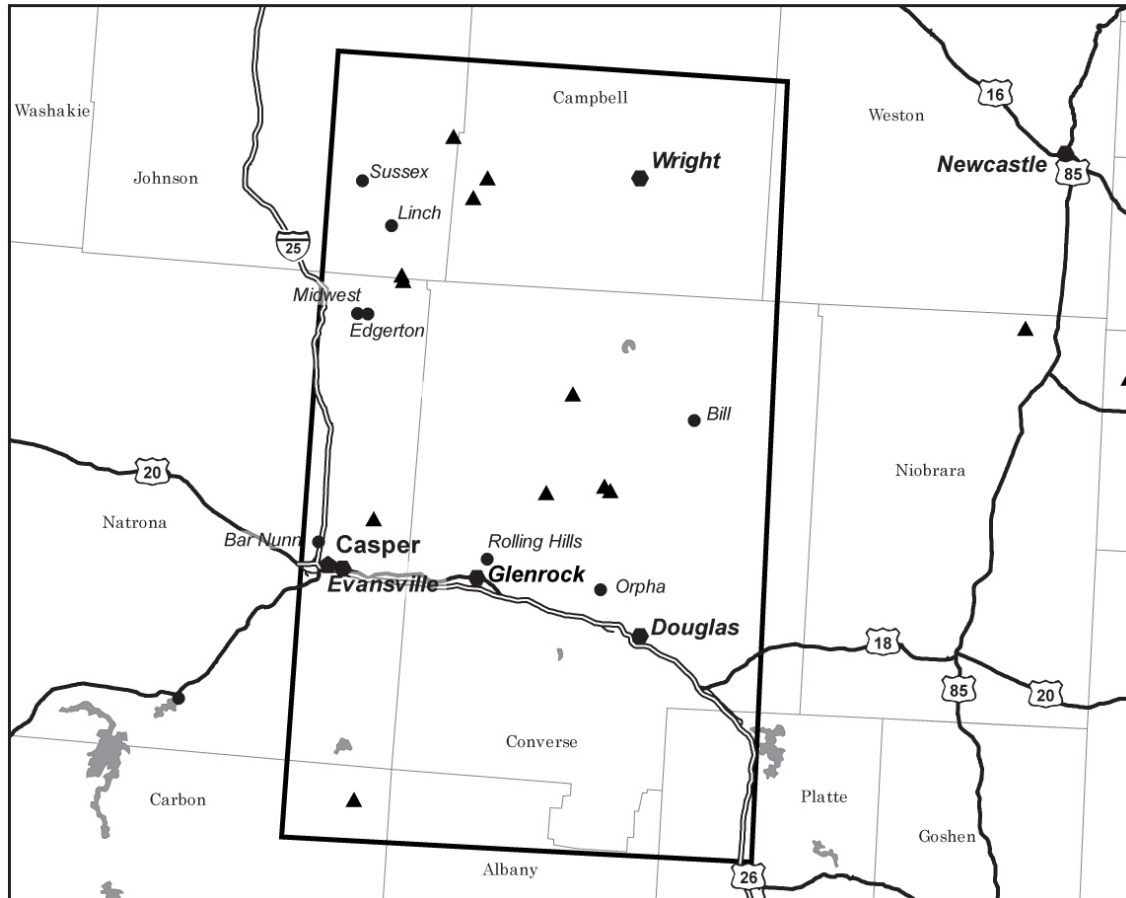 16
Campbell
Washakie
Weston
Wright
Newcastle
85
Sussex
Johnson
Linch
25
Midwest
Edgerton
Bill
20
Niobrara
Natrona
Bar Nunn
Casper
Rolling Hills
Evansville
Glenrock
Orpha
Douglas
18
85
20
Converse
Carbon
Platte
Goshen
Albany
26